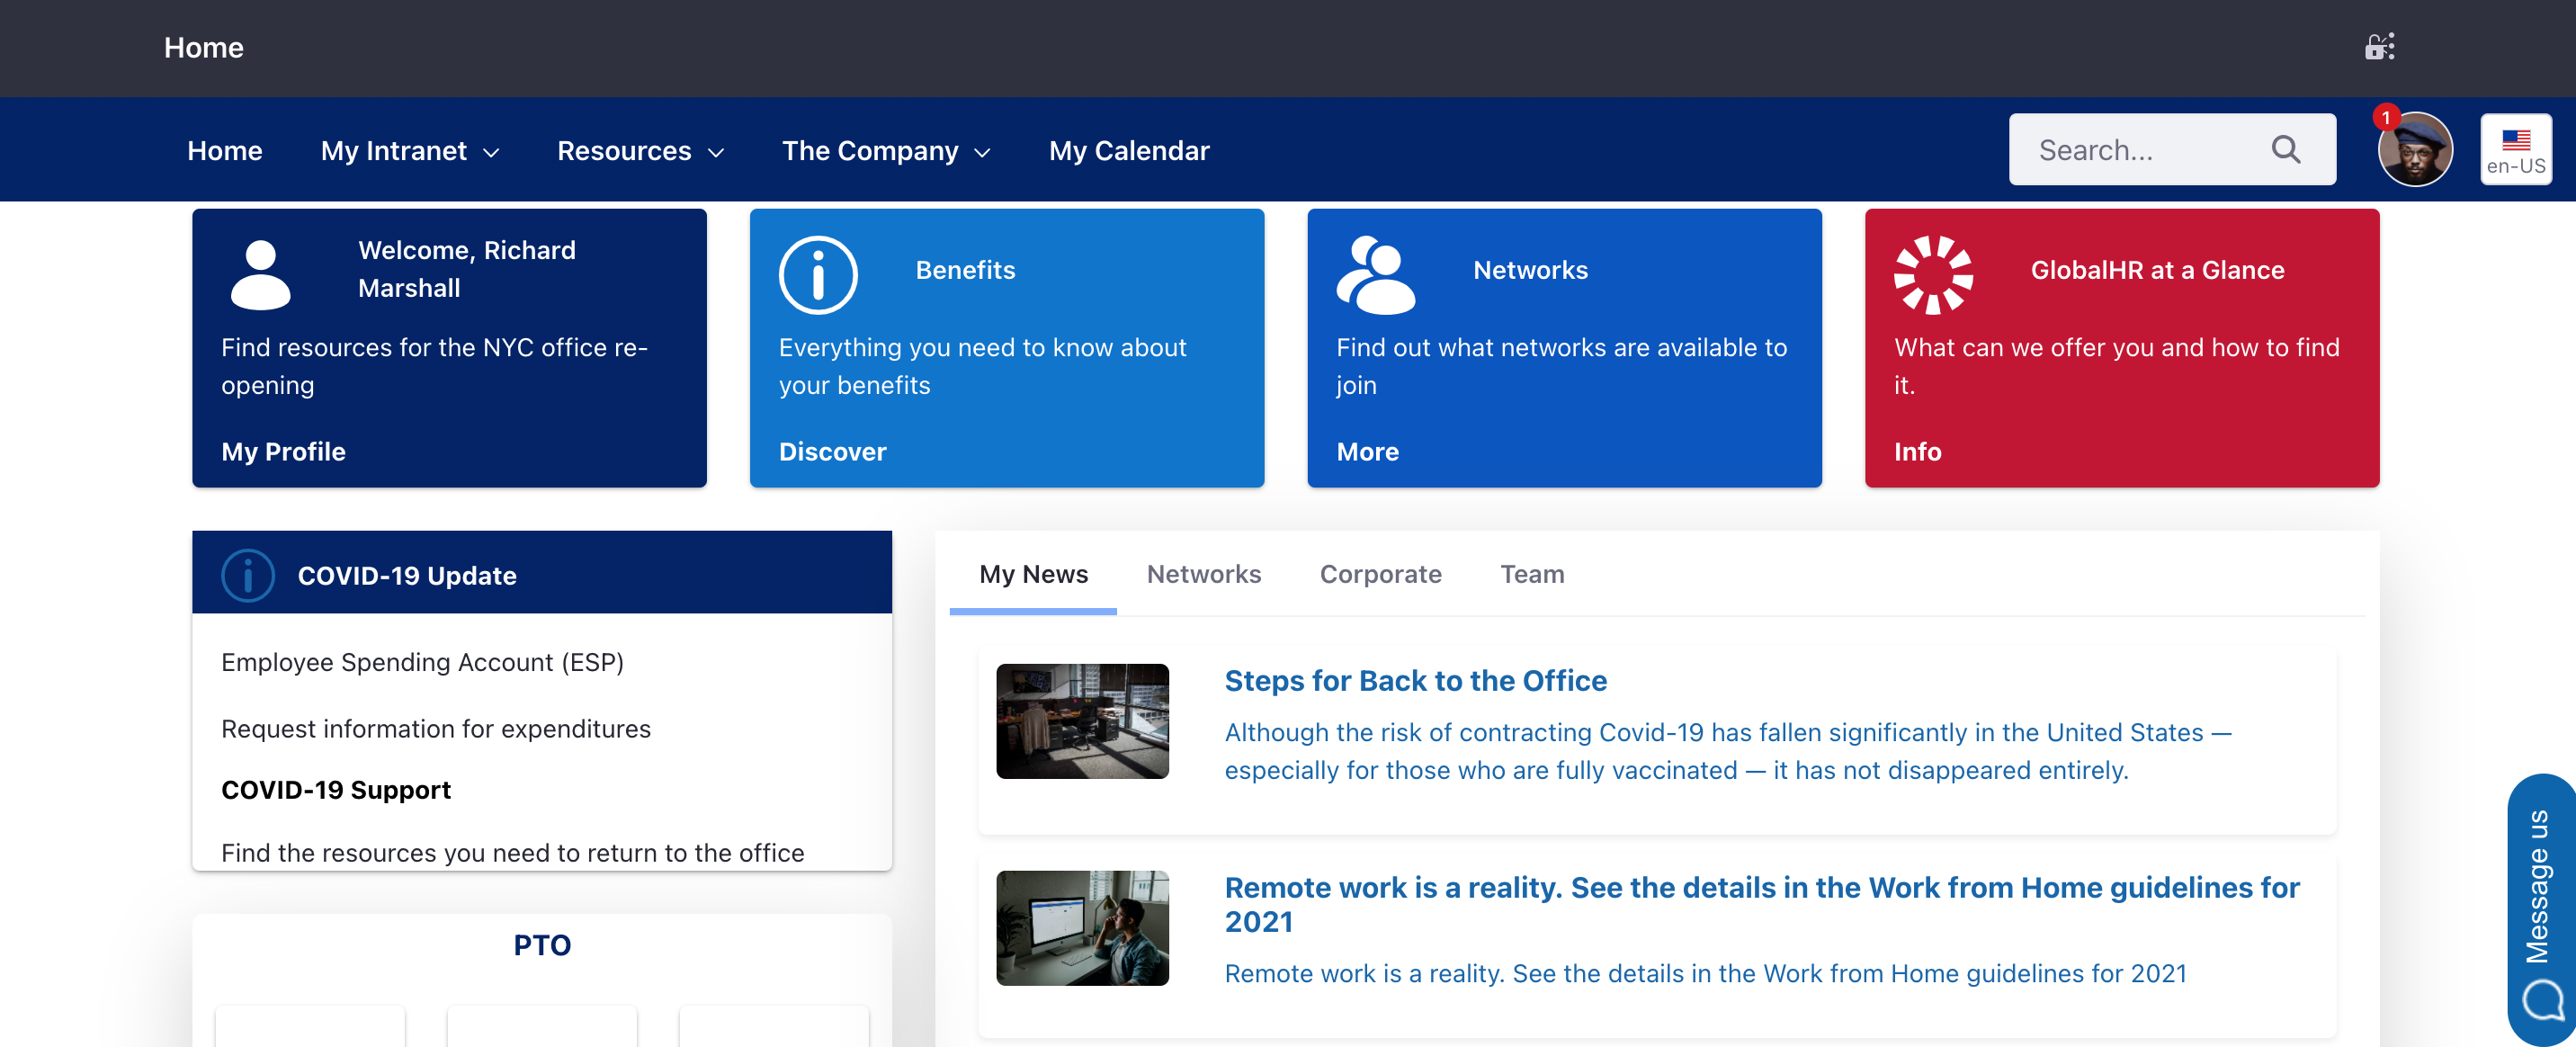 Home
Home
My Intranet
Resources
The Company
My Calendar
Search...
1
en-US
Welcome, Richard
Marshall
Find resources for the NYC office re-
opening
My Profile
Benefits
Everything you need to know about
your benefits
Discover
Networks
Find out what networks are available to
join
More
GlobalHR at a Glance
What can we offer you and how to find
it.
Info
COVID-19 Update
Employee Spending Account (ESP)
Request information for expenditures
COVID-19 Support
Find the resources you need to return to the office
PTO
My News
Networks
Corporate
Team
Steps for Back to the Office
Although the risk of contracting Covid-19 has fallen significantly in the United States —
especially for those who are fully vaccinated — it has not disappeared entirely.
Remote work is a reality. See the details in the Work from Home guidelines for
2021
Remote work is a reality. See the details in the Work from Home guidelines for 2021
Message us